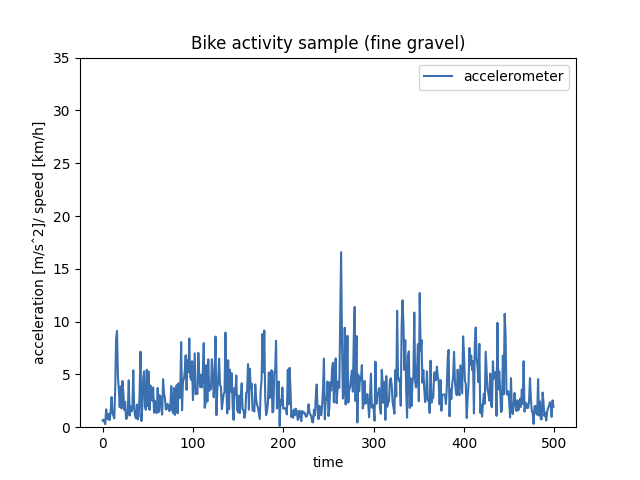 Bike activity sample (fine gravel)
accelerometer
35
30
25
20
15
10
5
0
acceleration [m/s^2]/ speed [km/h]
0 100 200 300 400 500
time